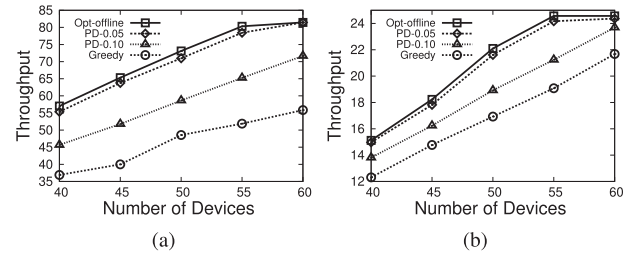 85
80
75
70
65
60
55
50
45
40
35
Throughput
Opt-offline
PD-0.05
PD-0.10
Greedy
40 45 50 55 60
Number of Devices
(a)
24
22
20
18
16
14
12
Throughput
Opt-offline
PD-0.05
PD-0.10
Greedy
40 45 50 55 60
Number of Devices
(b)